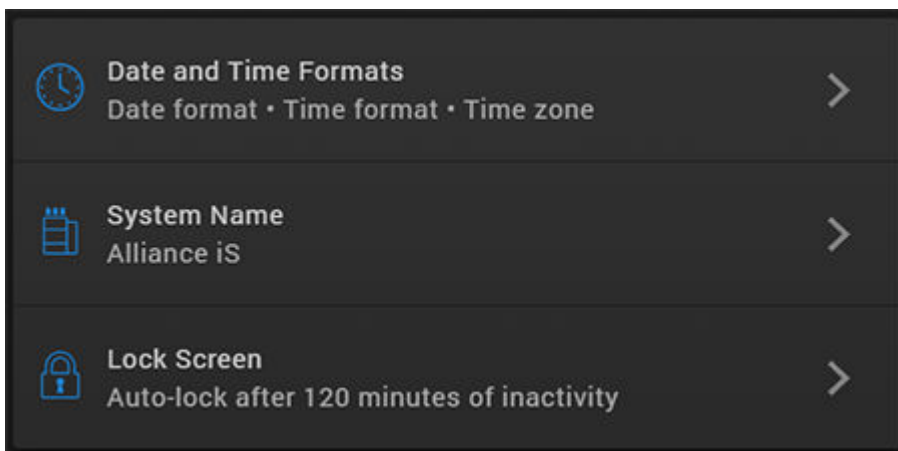 Date and Time Formats
Date format • Time format • Time zone
System Name
Alliance iS
Lock Screen
Auto-lock after 120 minutes of inactivity